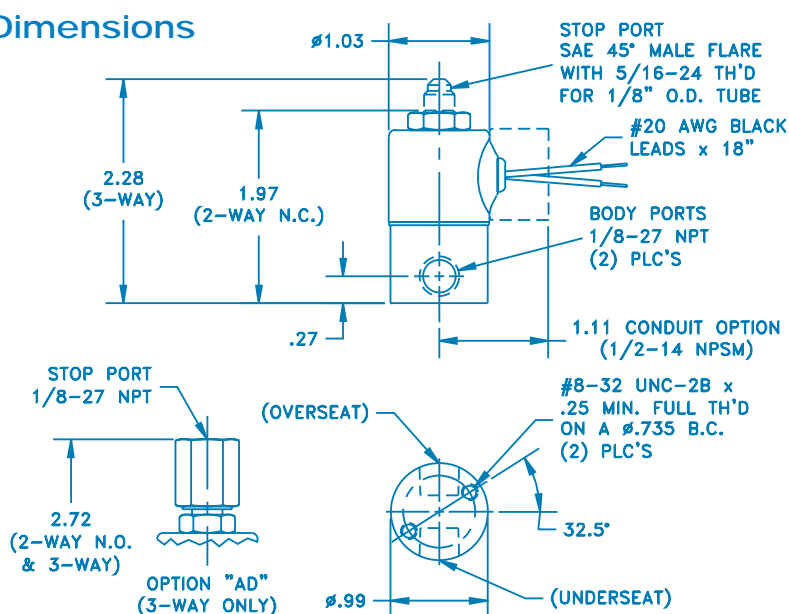 Dimensions
ø1.03
STOP PORT
SAE 45° MALE FLARE
WITH 5/16-24 TH'D
FOR 1/8" O.D. TUBE
#20 AWG BLACK
LEADS x 18"
2.28
(3-WAY)
1.97
(2-WAY N.C.)
BODY PORTS
1/8-27 NPT
(2) PLC'S
.27
1.11 CONDUIT OPTION
(1/2-14 NPSM)
STOP PORT
1/8-27 NPT
(OVERSEAT)
#8-32 UNC-2B x
.25 MIN. FULL TH'D
ON A ø.735 B.C.
(2) PLC'S
2.72
(2-WAY N.O.
& 3-WAY)
32.5°
OPTION "AD"
(3-WAY ONLY)
ø.99
(UNDERSEAT)